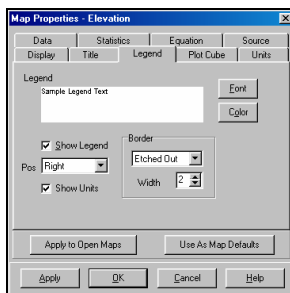 Map Properties - Elevation
Data Statistics Equation Source
Display Title Legend Plot Cube Units
Legend
Sample Legend Text
Font
Color
Show Legend
Pos Right
Show Units
Border
Etched Out
Width 2
Apply to Open Maps Use As Map Defaults
Apply OK Cancel Help